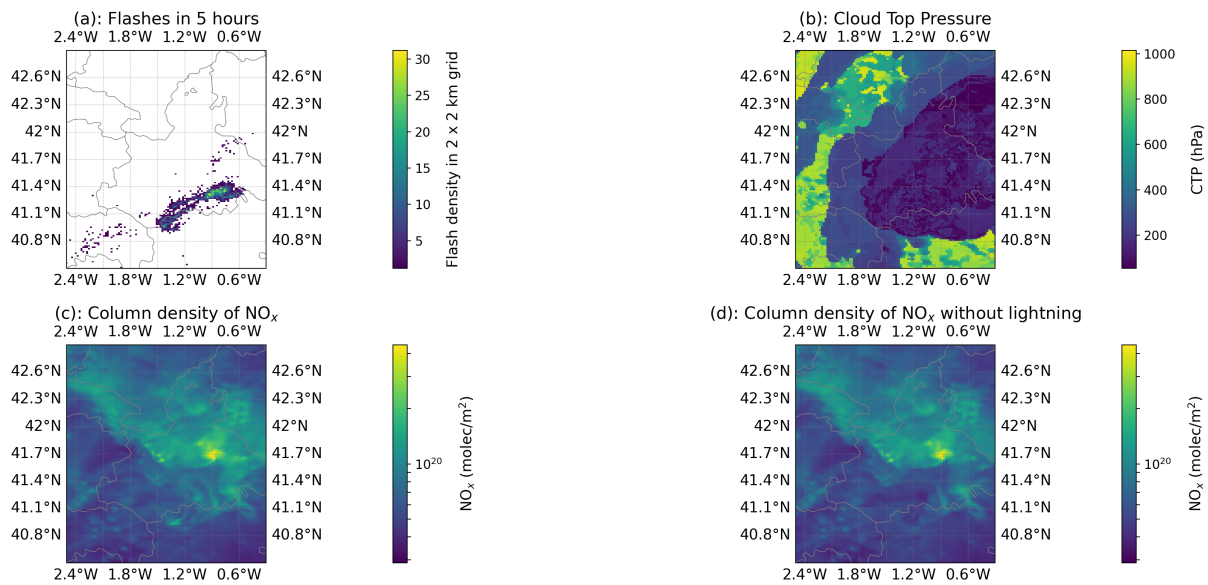 (a): Flashes in 5 hours
2.4°W 1.8°W 1.2°W 0.6°W
42.6°N 42.6°N
42.3°N 42.3°N
42°N 42°N
41.7°N 41.7°N
41.4°N 41.4°N
41.1°N 41.1°N
40.8°N 40.8°N
2.4°W 1.8°W 1.2°W 0.6°W
30
25
20
15
10
5
Flash density in 2 x 2 km grid
(b): Cloud Top Pressure
2.4°W 1.8°W 1.2°W 0.6°W
42.6°N 42.6°N
42.3°N 42.3°N
42°N 42°N
41.7°N 41.7°N
41.4°N 41.4°N
41.1°N 41.1°N
40.8°N 40.8°N
2.4°W 1.8°W 1.2°W 0.6°W
1000
800
600
400
200
CTP (hPa)
(c): Column density of NOₓ
2.4°W 1.8°W 1.2°W 0.6°W
42.6°N 42.6°N
42.3°N 42.3°N
42°N 42°N
41.7°N 41.7°N
41.4°N 41.4°N
41.1°N 41.1°N
40.8°N 40.8°N
2.4°W 1.8°W 1.2°W 0.6°W
10²⁰
NOₓ (molec/m²)
(d): Column density of NOₓ without lightning
2.4°W 1.8°W 1.2°W 0.6°W
42.6°N 42.6°N
42.3°N 42.3°N
42°N 42°N
41.7°N 41.7°N
41.4°N 41.4°N
41.1°N 41.1°N
40.8°N 40.8°N
2.4°W 1.8°W 1.2°W 0.6°W
10²⁰
NOₓ (molec/m²)